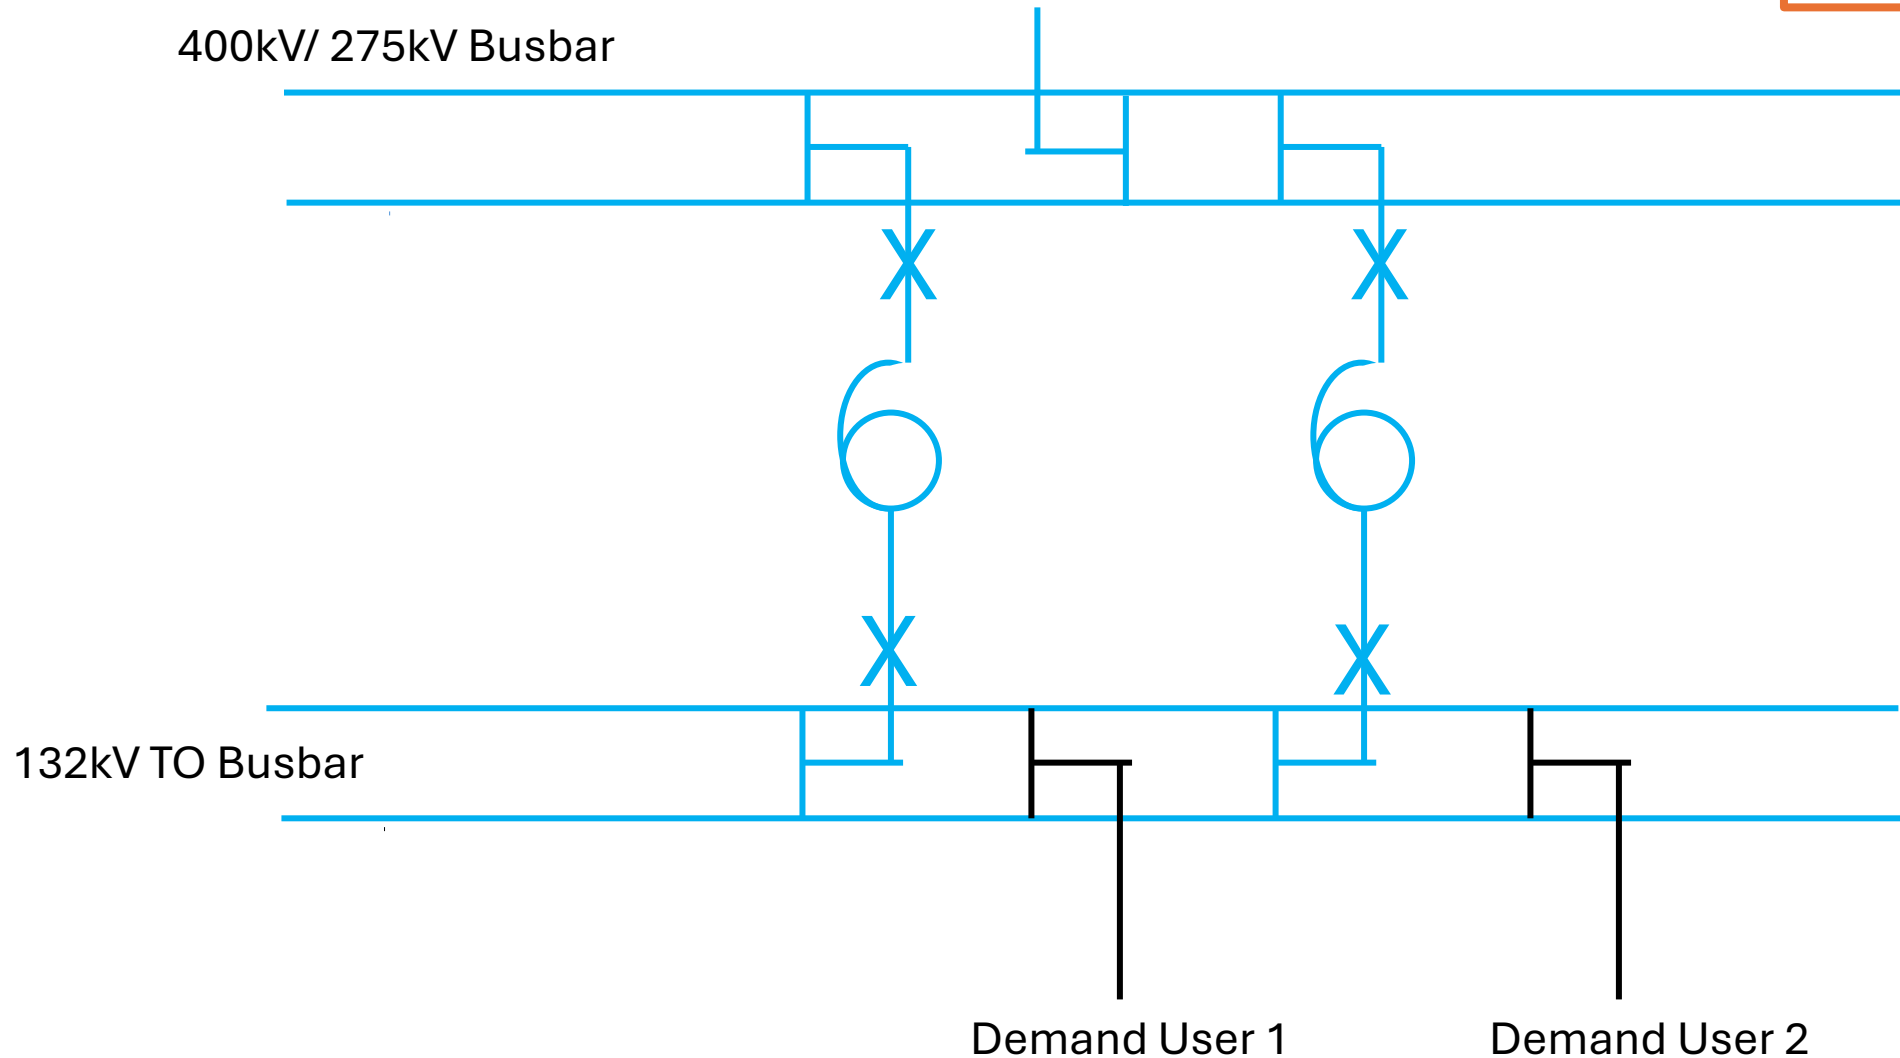 400kV/ 275kV Busbar
X X
X X
132kV TO Busbar
Demand User 1
Demand User 2